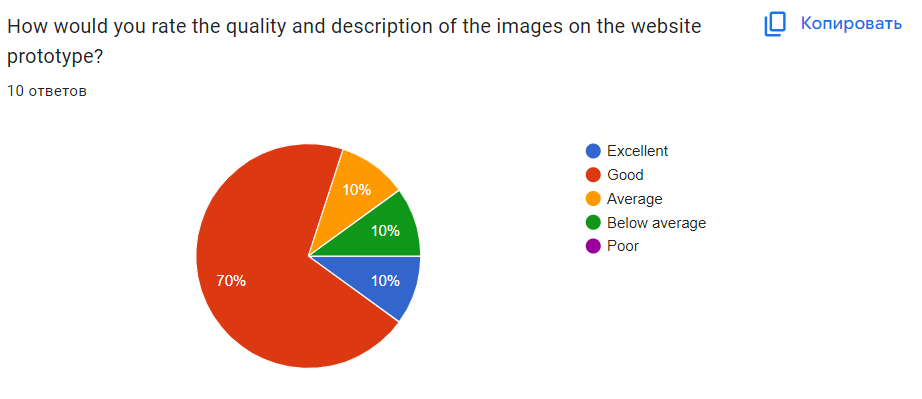 How would you rate the quality and description of the images on the website
prototype?
Копировать
10 ответов
10%
10%
70%
10%
Excellent
Good
Average
Below average
Poor